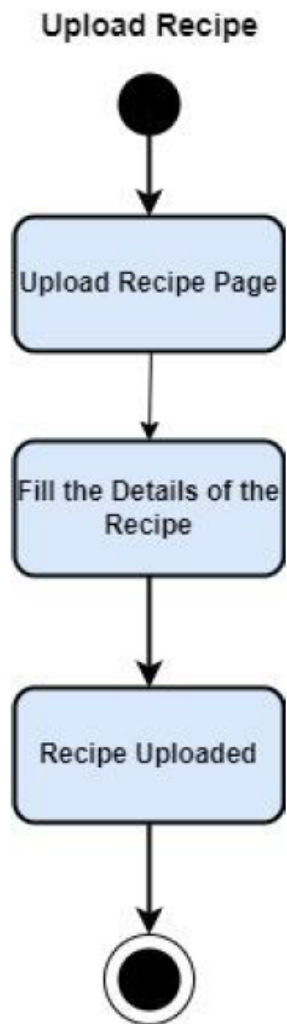 Upload Recipe
Upload Recipe Page
Fill the Details of the
Recipe
Recipe Uploaded